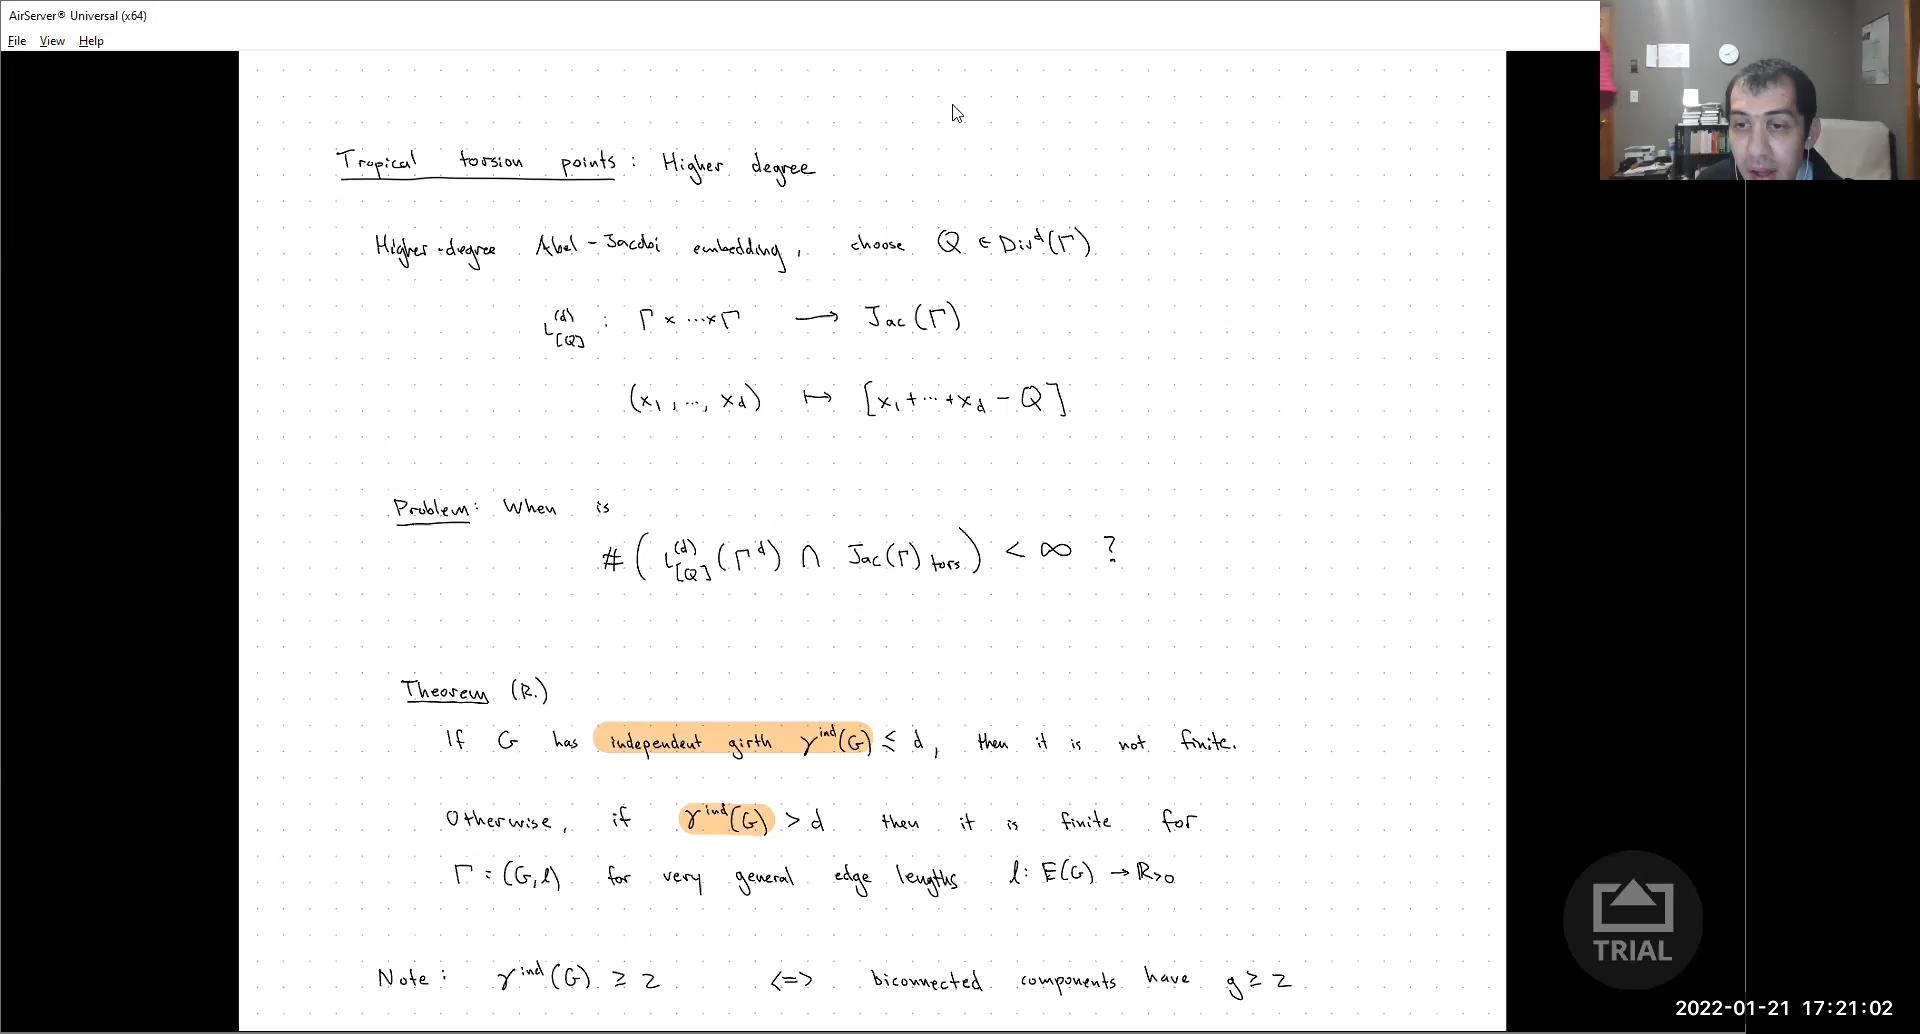 AirServer® Universal (x64)
File View Help
Tropical torsion points : Higher degree
Higher-degree Abel-Jacobi embedding, choose Q ∈ Div^d(Γ)
ι^(d)_[Q] : Γ × ... × Γ → Jac(Γ)
(x₁, ..., x_d) ↦ [x₁ + ... + x_d − Q]
Problem: When is
# ( ι^(d)_[Q] (Γ^d) ∩ Jac(Γ)_tors. ) < ∞ ?
Theorem (R.)
If G has independent girth γ^ind(G) ≤ d, then it is not finite.
Otherwise, if γ^ind(G) > d then it is finite for
Γ = (G, l) for very general edge lengths l: E(G) → ℝ>0
Note: γ^ind(G) ≥ 2 <=> biconnected components have g ≥ 2
TRIAL
2022-01-21 17:21:02